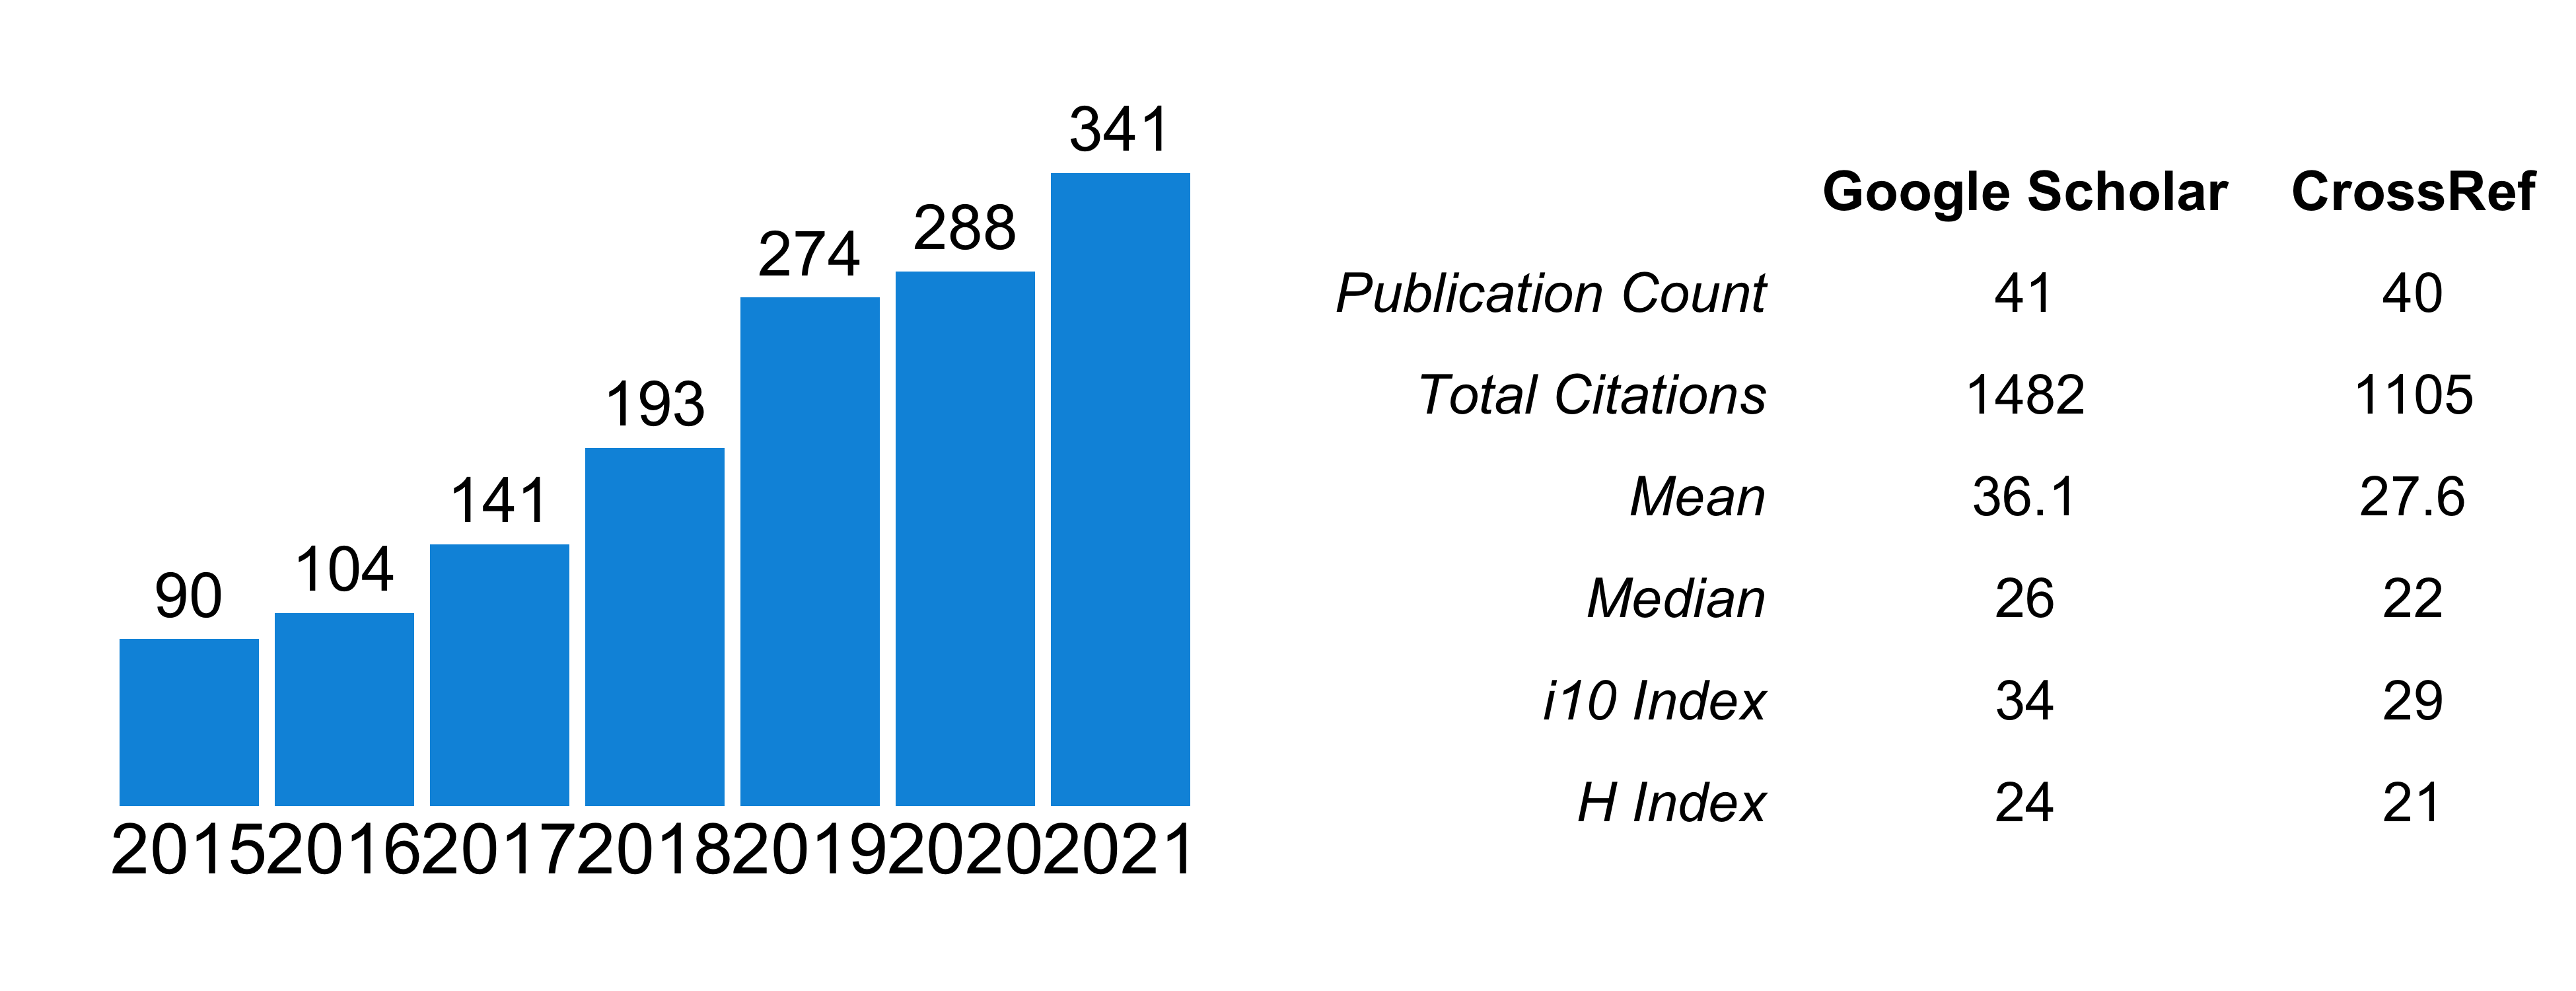 341
288
274
193
141
104
90
2015 2016 2017 2018 2019 2020 2021
Google Scholar CrossRef
Publication Count 41 40
Total Citations 1482 1105
Mean 36.1 27.6
Median 26 22
i10 Index 34 29
H Index 24 21